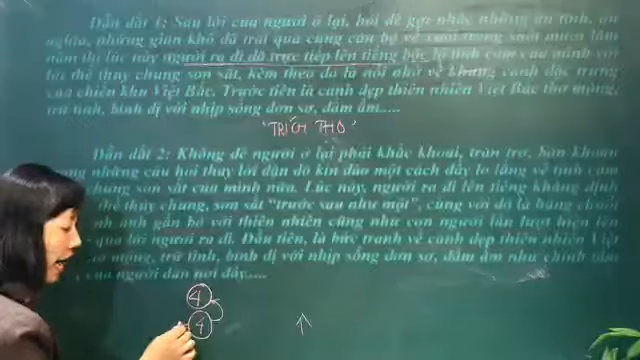 Dẫn dắt 1: Sau lời của người ở lại, hỏi để gợi nhắc những ân tình, ân
nghĩa, những gian khổ đã trải qua cùng cán bộ về xuôi trong suốt mười lăm
năm thì lúc này người ra đi đã trực tiếp lên tiếng bộc lộ tình cảm của mình với
lời thề thủy chung son sắt, kèm theo đó là nỗi nhớ về khung cảnh đặc trưng
của chiến khu Việt Bắc. Trước tiên là cảnh đẹp thiên nhiên Việt Bắc thơ mộng,
trữ tình, bình dị với nhịp sống đơn sơ, đầm ấm.....
"TRÍCH THƠ"
Dẫn dắt 2: Không để người ở lại phải khắc khoải, trăn trở, băn khoăn
những câu hỏi thay lời dặn dò kín đáo một cách đầy lo lắng về tình cảm
chung son sắt của mình nữa. Lúc này, người ra đi lên tiếng khẳng định
thề thủy chung, son sắt "trước sau như một", cùng với đó là hàng chuỗi
ảnh gắn bó với thiên nhiên cũng như con người lần lượt hiện lên
qua lời người ra đi. Đầu tiên, là bức tranh về cảnh đẹp thiên nhiên Việt
mộng, trữ tình, bình dị với nhịp sống đơn sơ, đầm ấm như chính tâm
của người dân nơi đây.....
4
4